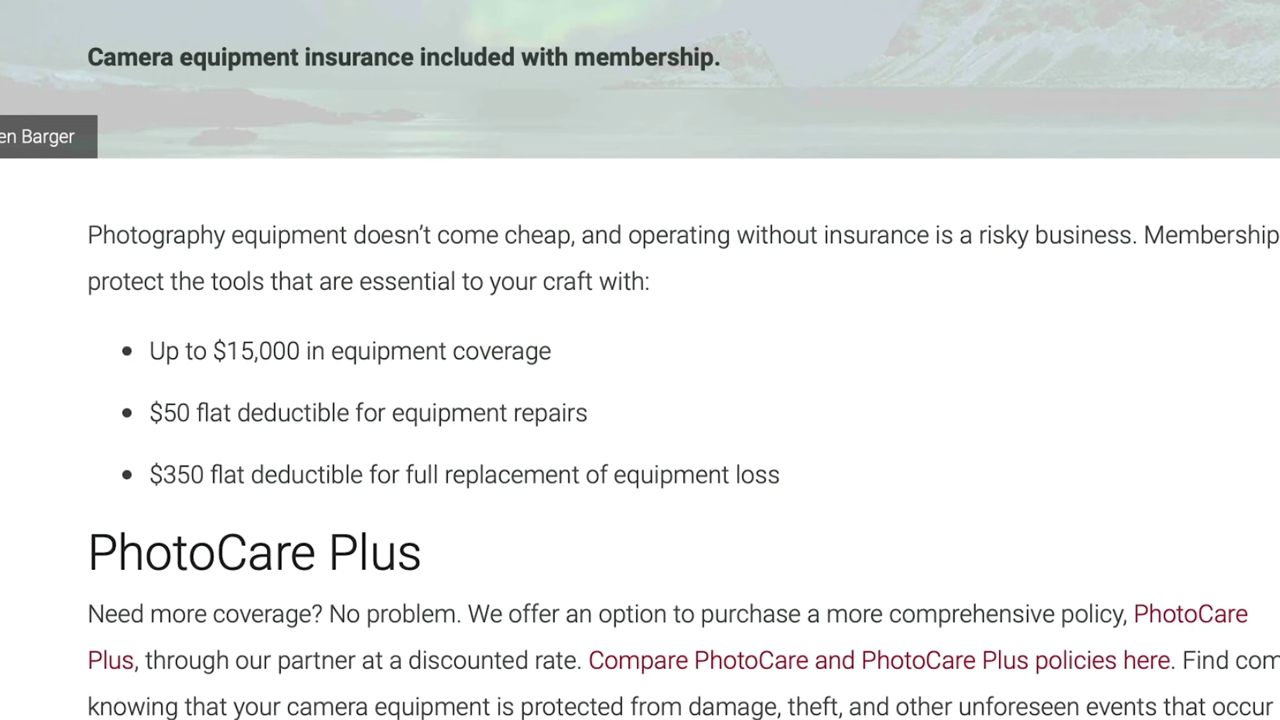 Camera equipment insurance included with membership.
en Barger
Photography equipment doesn’t come cheap, and operating without insurance is a risky business. Membership
protect the tools that are essential to your craft with:
• Up to $15,000 in equipment coverage
• $50 flat deductible for equipment repairs
• $350 flat deductible for full replacement of equipment loss
PhotoCare Plus
Need more coverage? No problem. We offer an option to purchase a more comprehensive policy, PhotoCare
Plus, through our partner at a discounted rate. Compare PhotoCare and PhotoCare Plus policies here. Find com
knowing that your camera equipment is protected from damage, theft, and other unforeseen events that occur